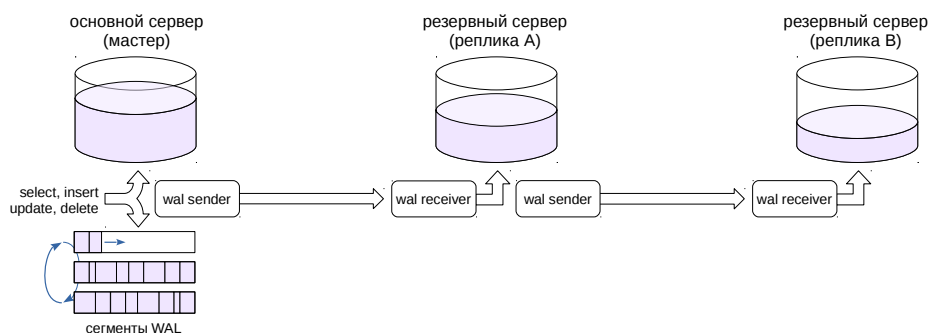 основной сервер
(мастер)
резервный сервер
(реплика A)
резервный сервер
(реплика B)
select, insert
update, delete
wal sender
wal receiver
wal sender
wal receiver
сегменты WAL